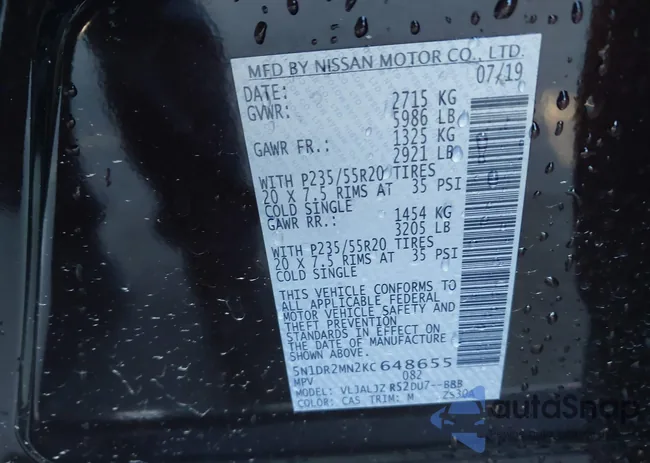 MFD BY NISSAN MOTOR CO., LTD.
DATE: 07/19
GVWR: 2715 KG
5986 LB
GAWR FR.: 1325 KG
2921 LB
WITH P235/55R20 TIRES
20 X 7.5 RIMS AT 35 PSI
COLD SINGLE
GAWR RR.: 1454 KG
3205 LB
WITH P235/55R20 TIRES
20 X 7.5 RIMS AT 35 PSI
COLD SINGLE
THIS VEHICLE CONFORMS TO
ALL APPLICABLE FEDERAL
MOTOR VEHICLE SAFETY AND
THEFT PREVENTION
STANDARDS IN EFFECT ON
THE DATE OF MANUFACTURE
SHOWN ABOVE.
5N1DR2MN2KC648655
MPV 082
MODEL: VLJALJZ R52DU7--BBB
COLOR: CAS TRIM: M Z530A
autoSnap